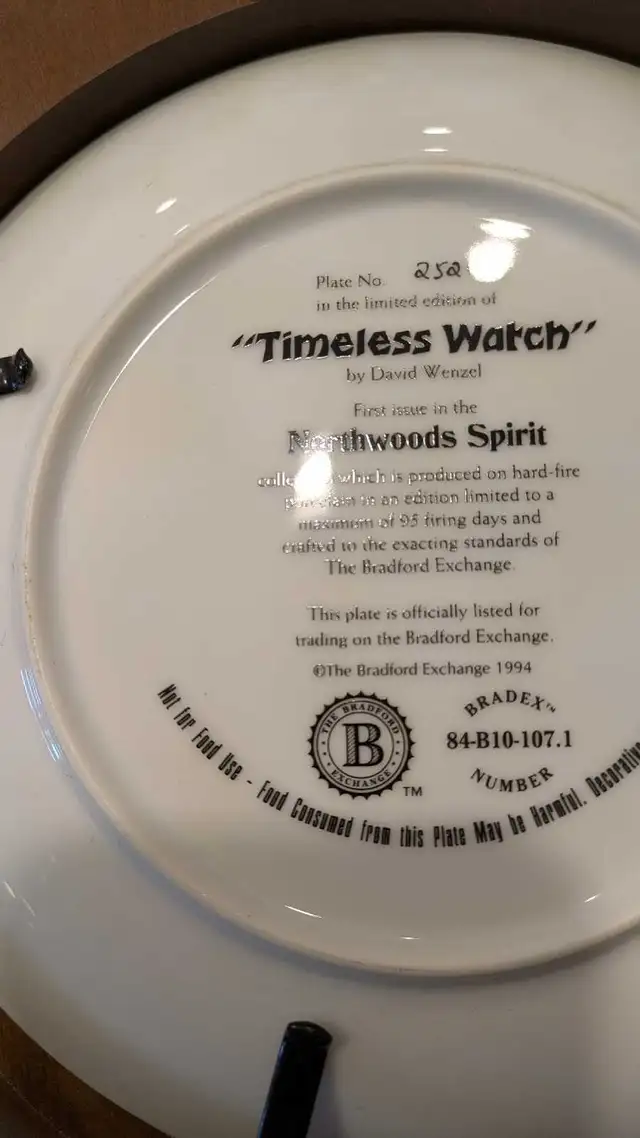 Plate No. 252
in the limited edition of
“Timeless Watch”
by David Wenzel
First issue in the
Northwoods Spirit
which is produced on hard-fire
porcelain in an edition limited to a
maximum of 95 firing days and
crafted to the exacting standards of
The Bradford Exchange.
This plate is officially listed for
trading on the Bradford Exchange.
©The Bradford Exchange 1994
THE BRADFORD
B
EXCHANGE
TM
BRADEX™
84-B10-107.1
NUMBER
Not for Food Use - Food Consumed from this Plate May be Harmful. Decorative